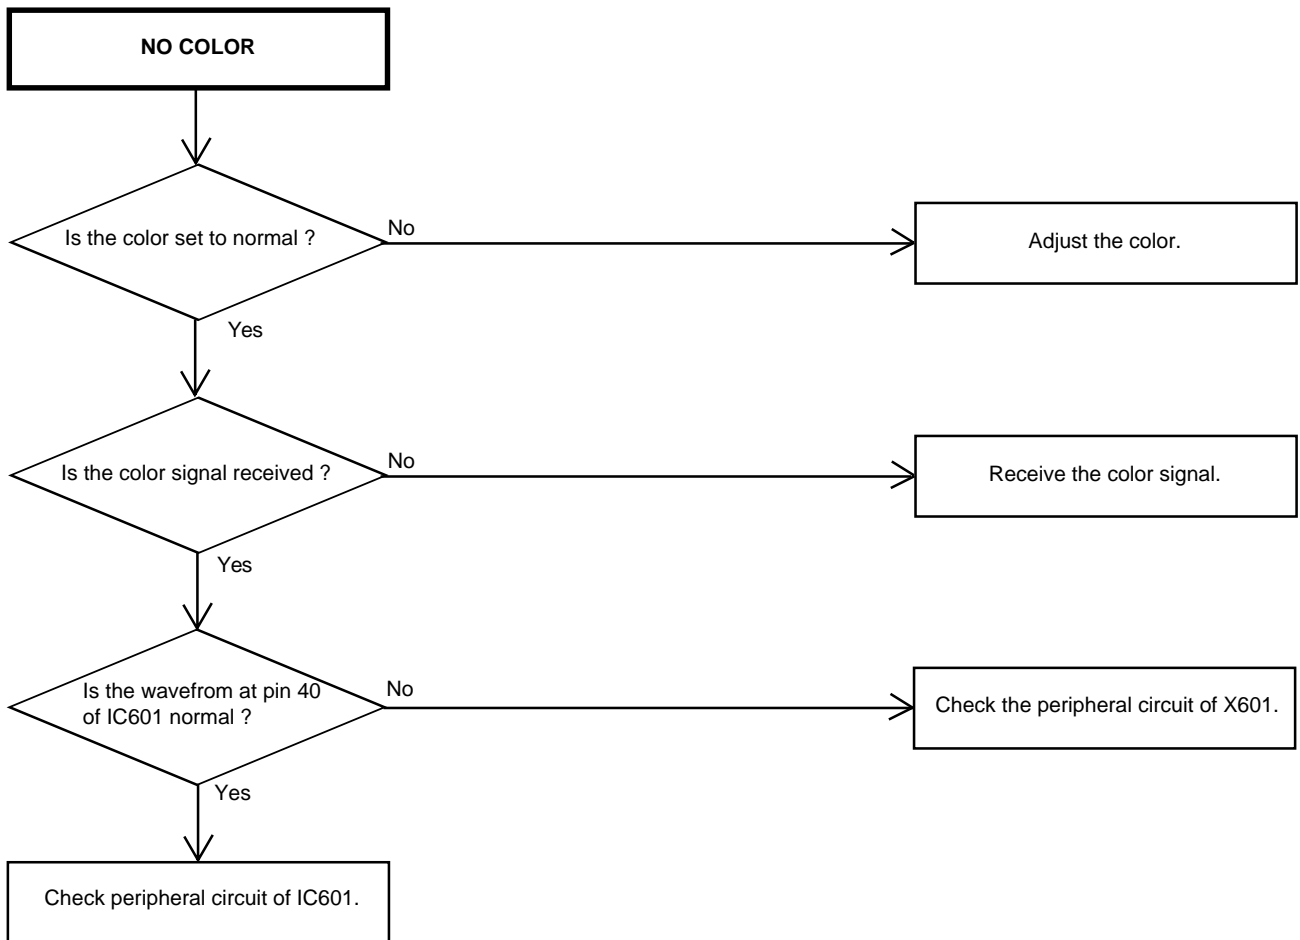 NO COLOR
Is the color set to normal ?
No
Adjust the color.
Yes
Is the color signal received ?
No
Receive the color signal.
Yes
Is the wavefrom at pin 40
of IC601 normal ?
No
Check the peripheral circuit of X601.
Yes
Check peripheral circuit of IC601.